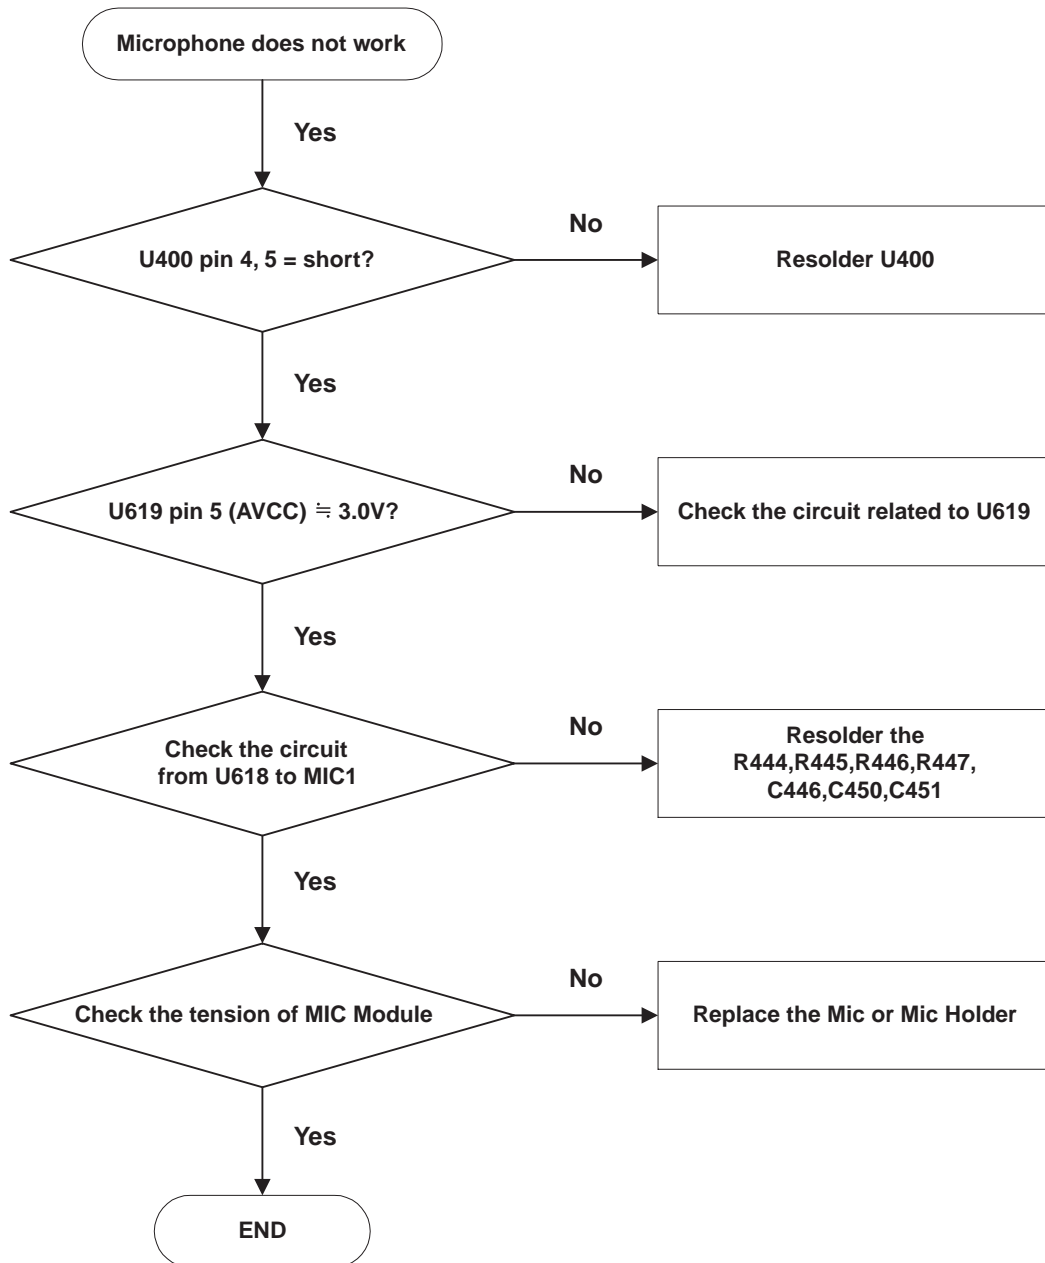 Microphone does not work
Yes
U400 pin 4, 5 = short?
No
Resolder U400
Yes
U619 pin 5 (AVCC) ≒ 3.0V?
No
Check the circuit related to U619
Yes
Check the circuit
from U618 to MIC1
No
Resolder the
R444,R445,R446,R447,
C446,C450,C451
Yes
Check the tension of MIC Module
No
Replace the Mic or Mic Holder
Yes
END